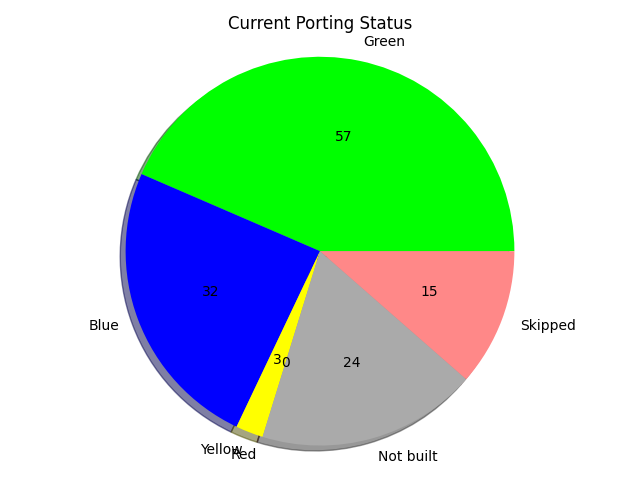 Current Porting Status
Green
57
32
15
Blue
Skipped
3
0
24
Yellow
Red
Not built